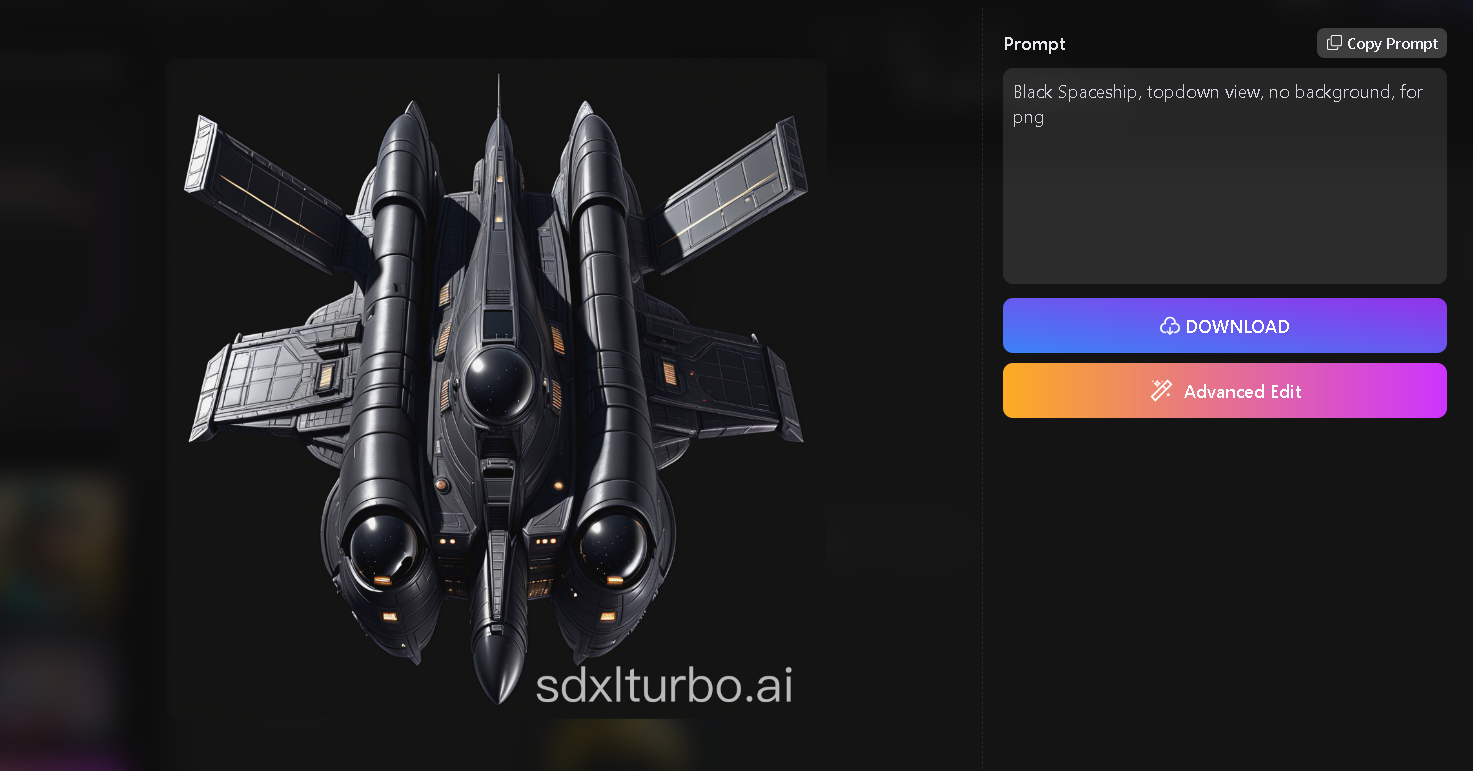 Prompt
Copy Prompt
Black Spaceship, topdown view, no background, for
png
DOWNLOAD
Advanced Edit
sdxlturbo.ai